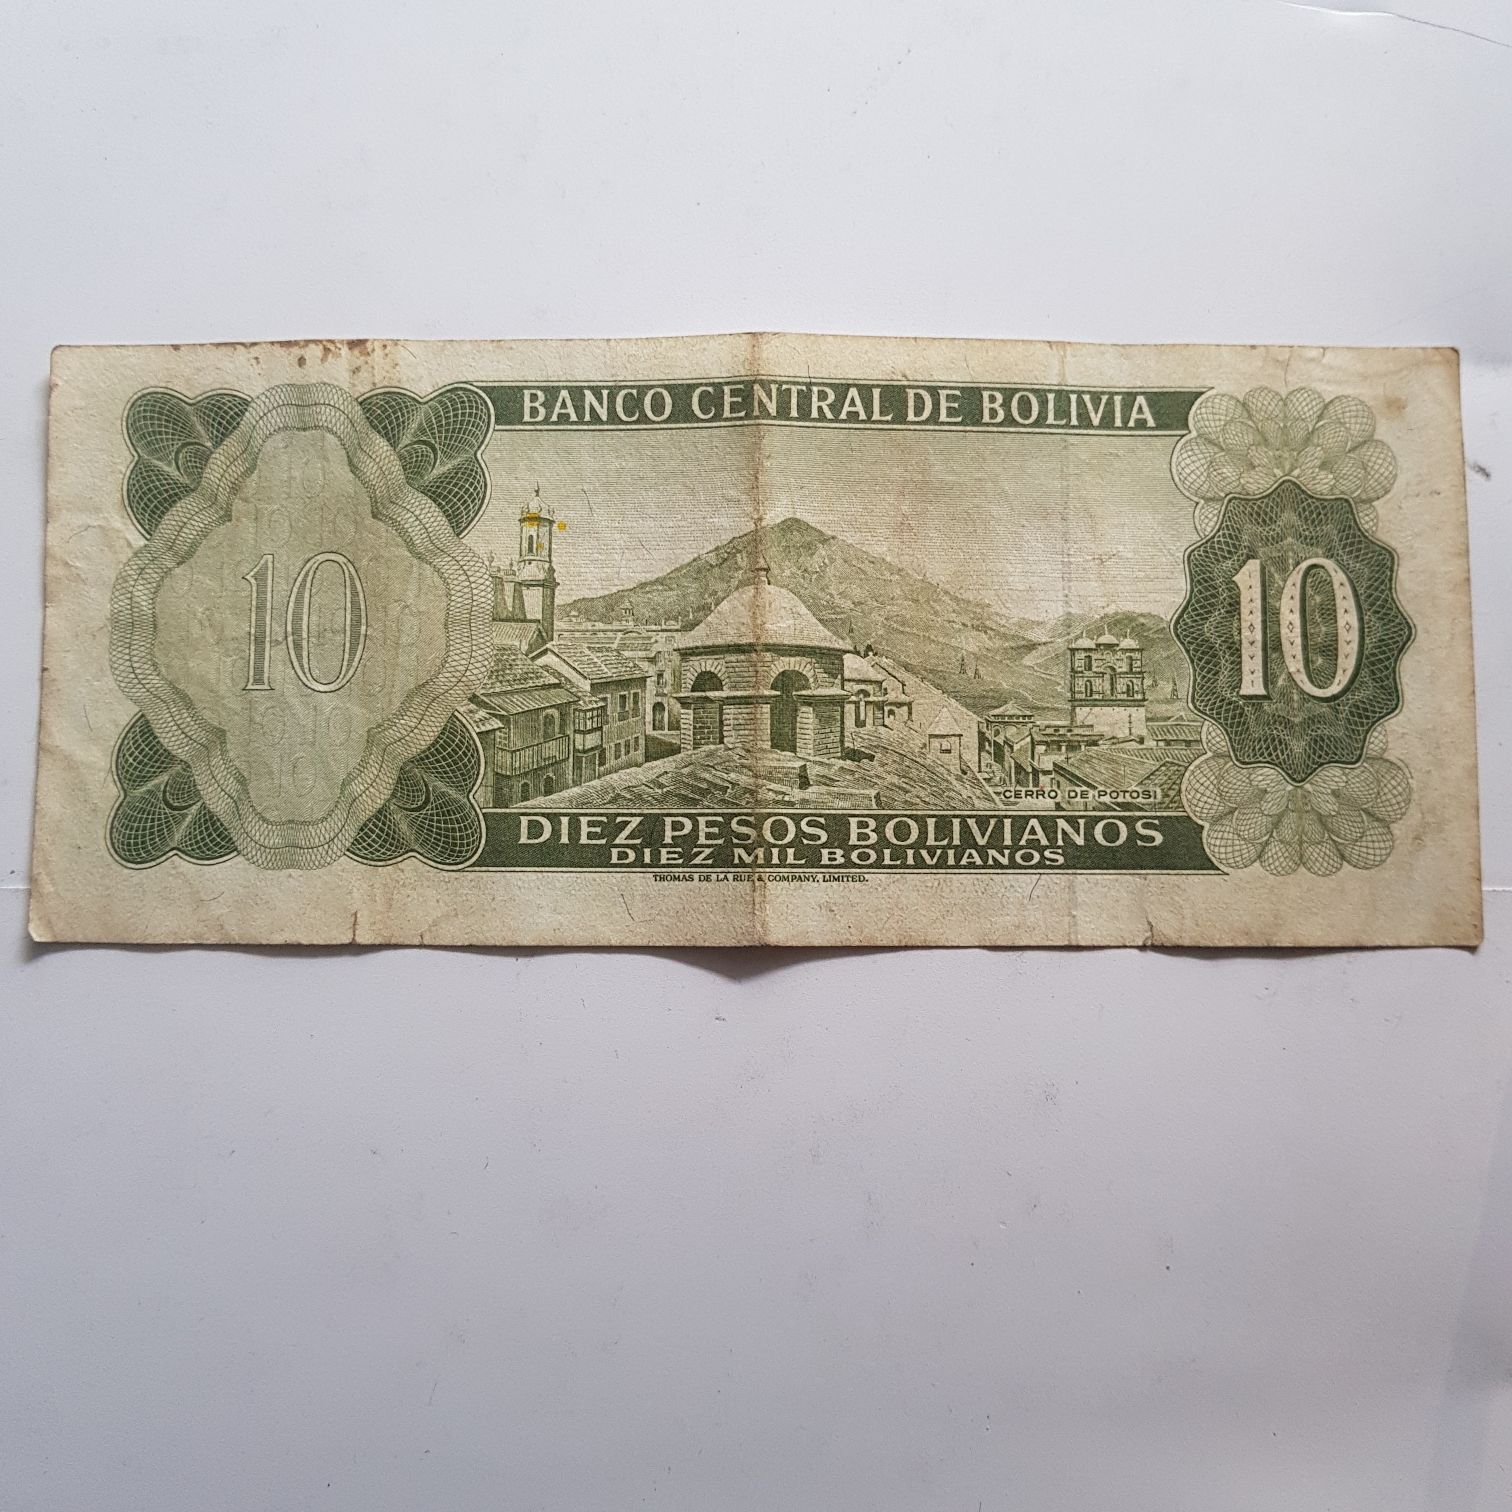 BANCO CENTRAL DE BOLIVIA
10
10
CERRO DE POTOSI
DIEZ PESOS BOLIVIANOS
DIEZ MIL BOLIVIANOS
THOMAS DE LA RUE & COMPANY, LIMITED.